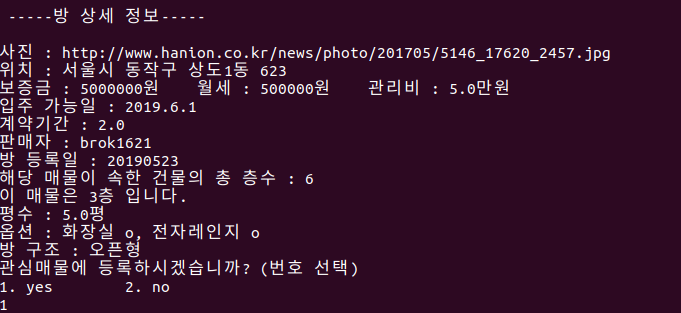 -----방 상세 정보-----
사진 : http://www.hanion.co.kr/news/photo/201705/5146_17620_2457.jpg
위치 : 서울시 동작구 상도1동 623
보증금 : 5000000원    월세 : 500000원    관리비 : 5.0만원
입주 가능일 : 2019.6.1
계약기간 : 2.0
판매자 : brok1621
방 등록일 : 20190523
해당 매물이 속한 건물의 총 층수 : 6
이 매물은 3층 입니다.
평수 : 5.0평
옵션 : 화장실 o, 전자레인지 o
방 구조 : 오픈형
관심매물에 등록하시겠습니까? (번호 선택)
1. yes        2. no
1